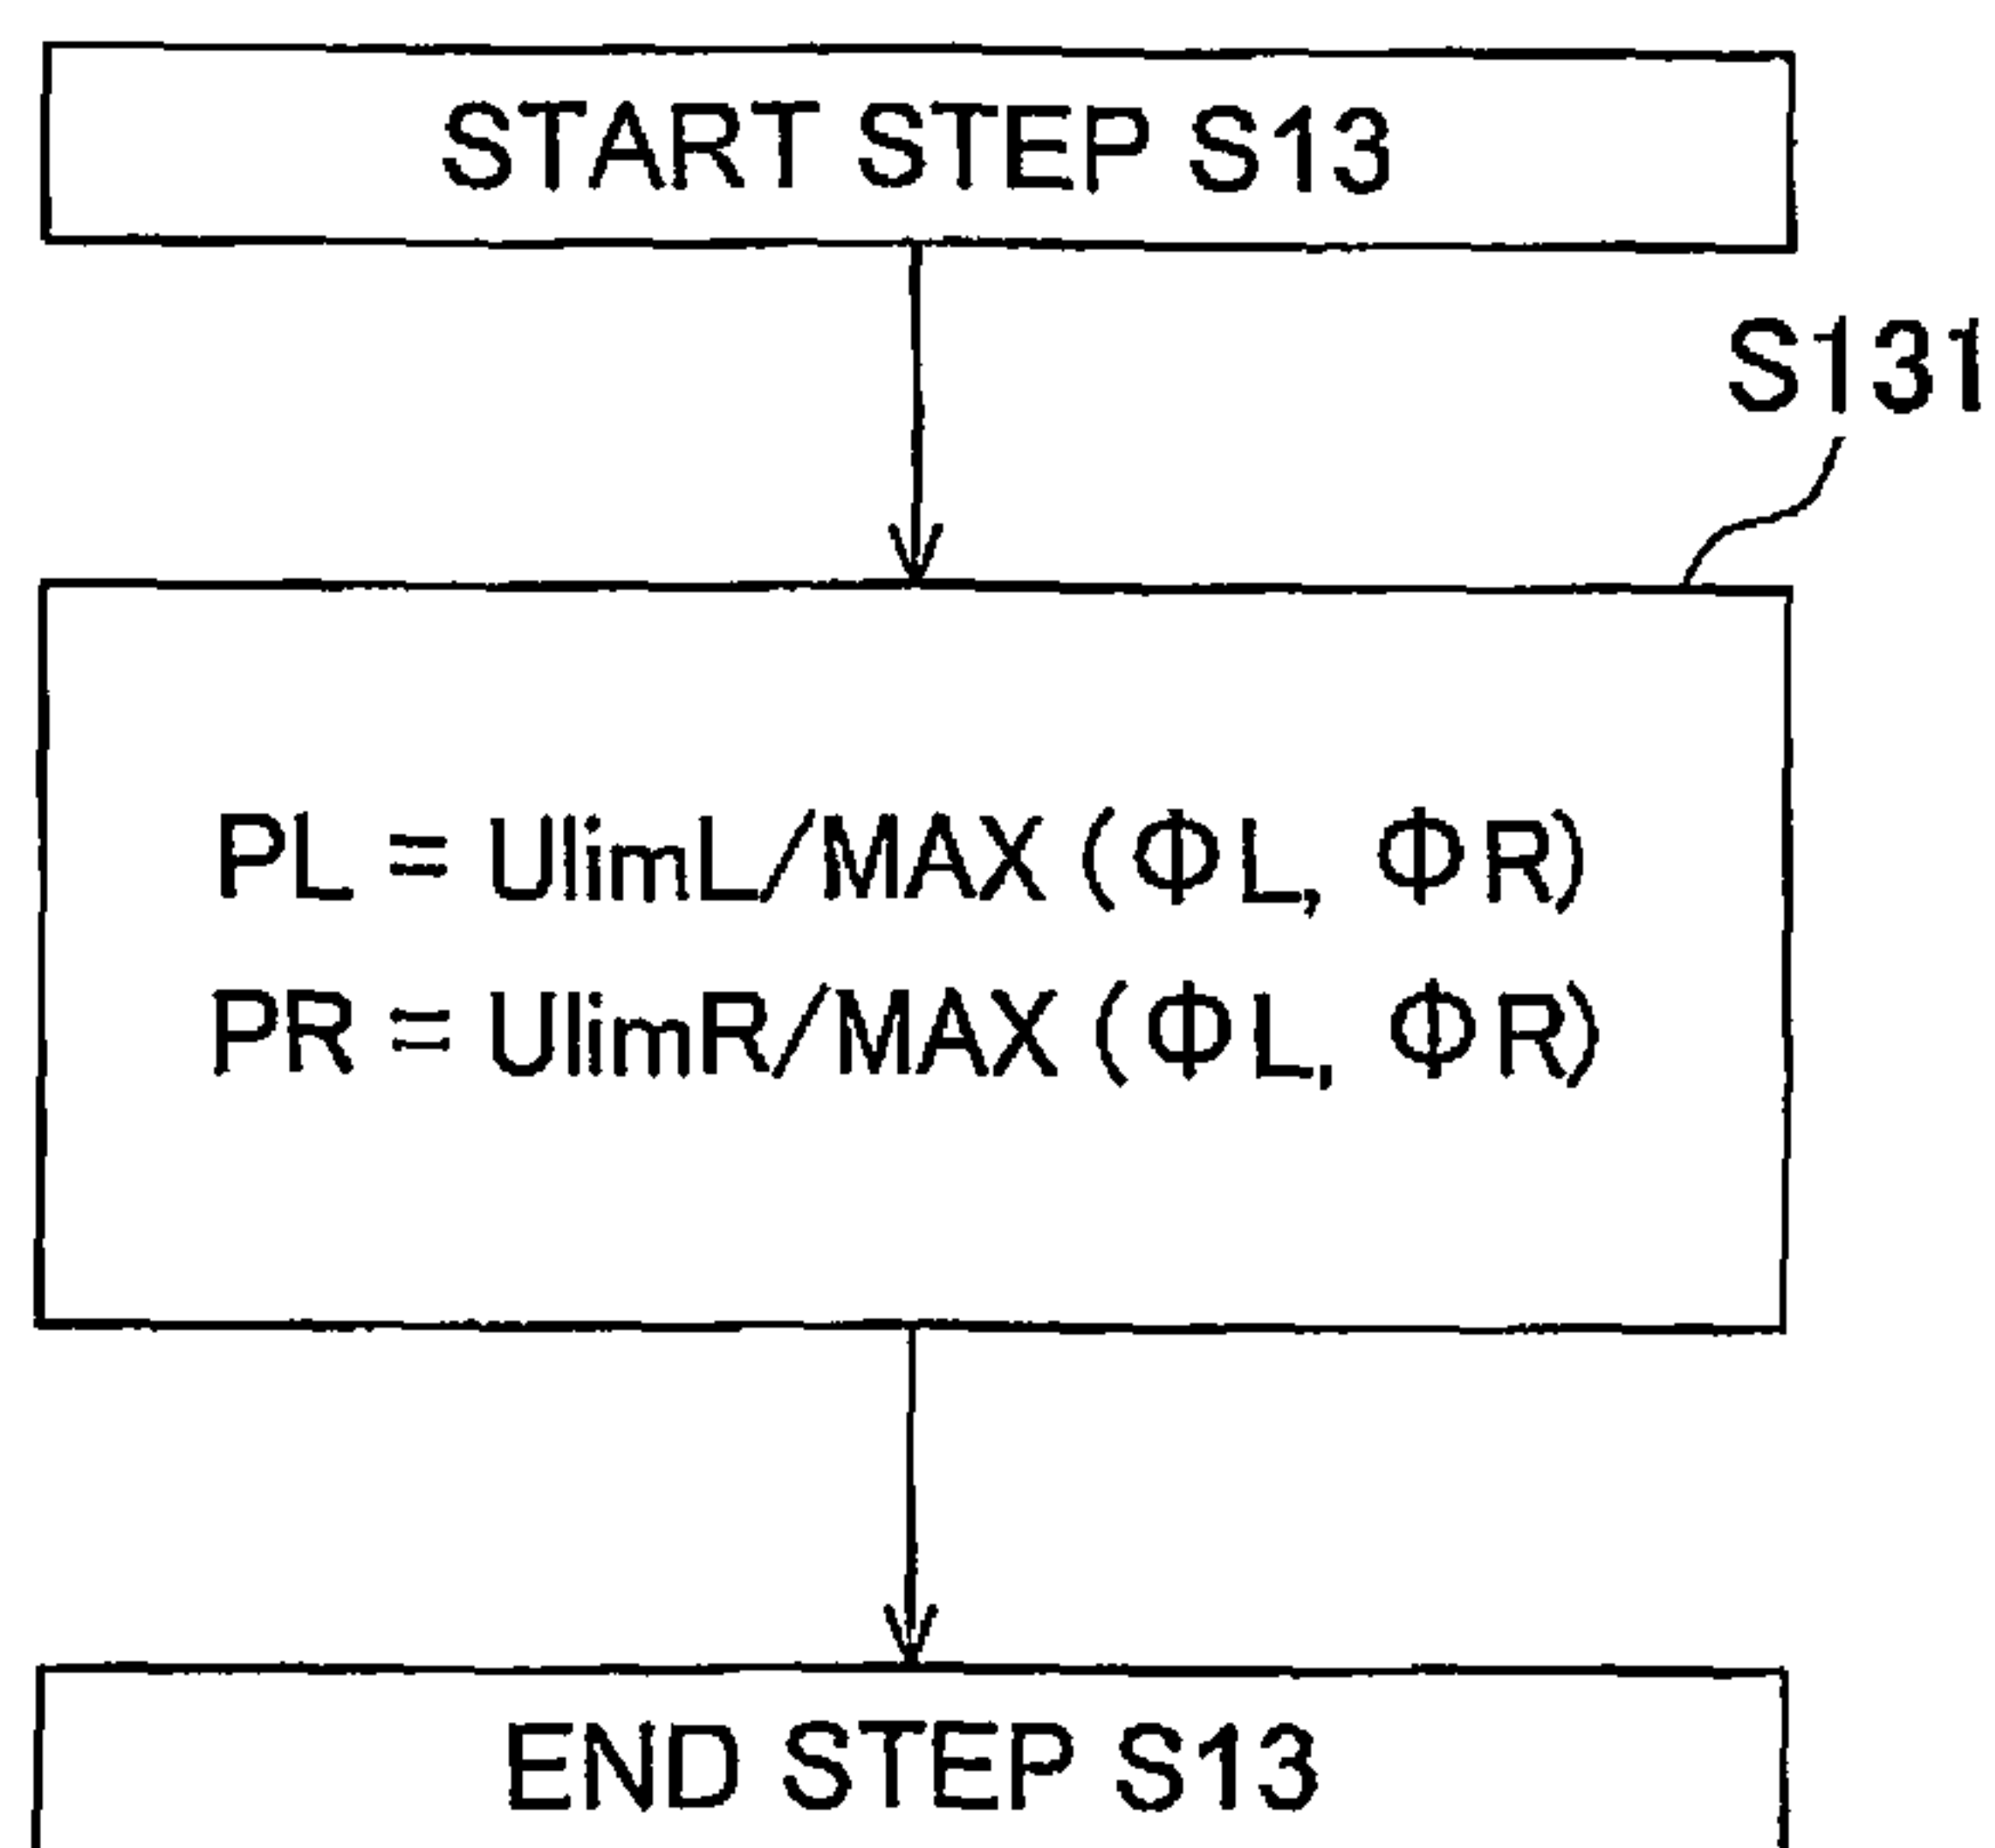 START STEP S13
S131
PL = UlimL/MAX (ΦL, ΦR)
PR = UlimR/MAX (ΦL, ΦR)
END STEP S13